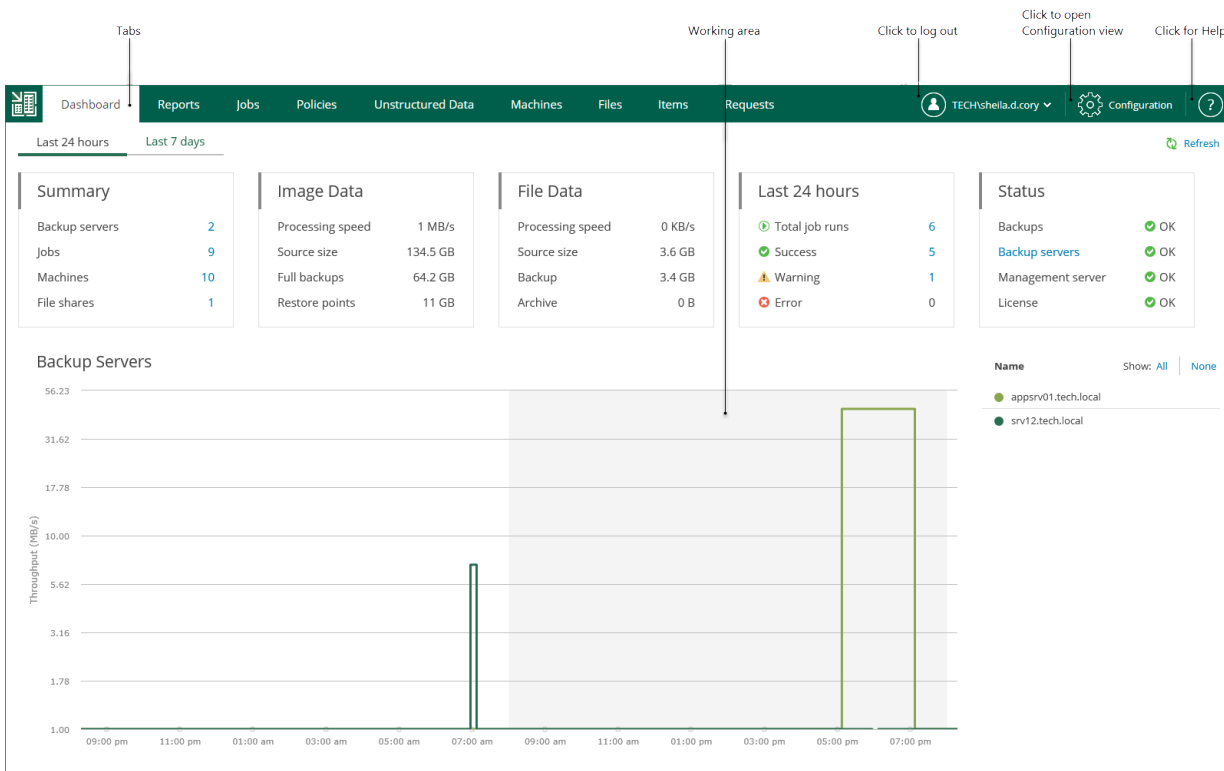 Tabs
Working area
Click to log out
Click to open
Configuration view
Click for Help
Dashboard Reports Jobs Policies Unstructured Data Machines Files Items Requests TECH\sheila.d.cory Configuration ?
Last 24 hours Last 7 days Refresh
Summary
Backup servers 2
Jobs 9
Machines 10
File shares 1
Image Data
Processing speed 1 MB/s
Source size 134.5 GB
Full backups 64.2 GB
Restore points 11 GB
File Data
Processing speed 0 KB/s
Source size 3.6 GB
Backup 3.4 GB
Archive 0 B
Last 24 hours
Total job runs 6
Success 5
Warning 1
Error 0
Status
Backups OK
Backup servers OK
Management server OK
License OK
Backup Servers
Throughput (MB/s)
56.23
31.62
17.78
10.00
5.62
3.16
1.78
1.00
09:00 pm 11:00 pm 01:00 am 03:00 am 05:00 am 07:00 am 09:00 am 11:00 am 01:00 pm 03:00 pm 05:00 pm 07:00 pm
Name Show: All None
appsrv01.tech.local
srv12.tech.local